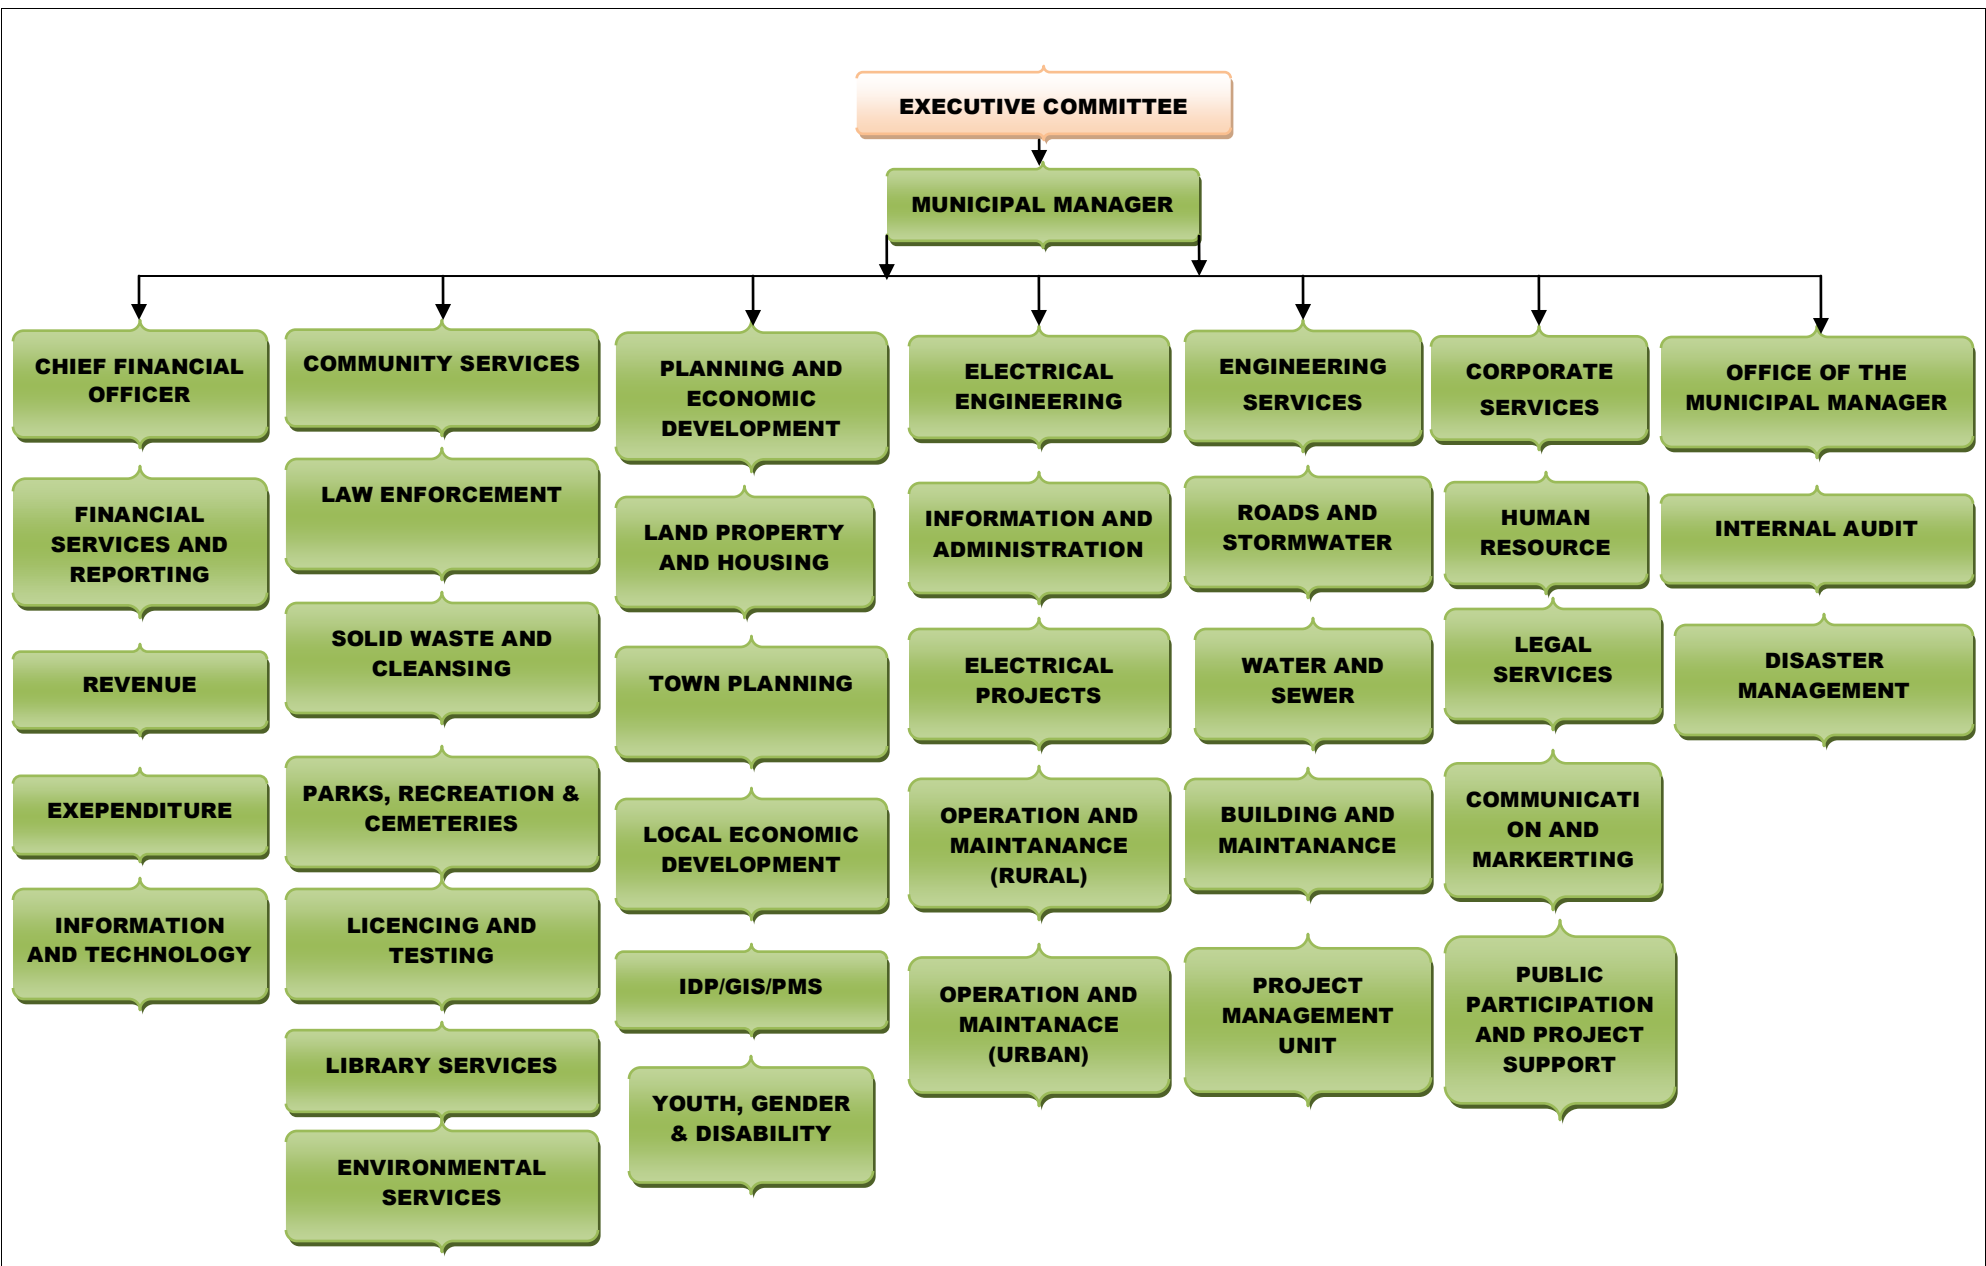 EXECUTIVE COMMITTEE
MUNICIPAL MANAGER
CHIEF FINANCIAL
OFFICER
FINANCIAL
SERVICES AND
REPORTING
REVENUE
EXEPENDITURE
INFORMATION
AND TECHNOLOGY
COMMUNITY SERVICES
LAW ENFORCEMENT
SOLID WASTE AND
CLEANSING
PARKS, RECREATION &
CEMETERIES
LICENCING AND
TESTING
LIBRARY SERVICES
ENVIRONMENTAL
SERVICES
PLANNING AND
ECONOMIC
DEVELOPMENT
LAND PROPERTY
AND HOUSING
TOWN PLANNING
LOCAL ECONOMIC
DEVELOPMENT
IDP/GIS/PMS
YOUTH, GENDER
& DISABILITY
ELECTRICAL
ENGINEERING
INFORMATION AND
ADMINISTRATION
ELECTRICAL
PROJECTS
OPERATION AND
MAINTANANCE
(RURAL)
OPERATION AND
MAINTANACE
(URBAN)
ENGINEERING
SERVICES
ROADS AND
STORMWATER
WATER AND
SEWER
BUILDING AND
MAINTANANCE
PROJECT
MANAGEMENT
UNIT
CORPORATE
SERVICES
HUMAN
RESOURCE
LEGAL
SERVICES
COMMUNICATI
ON AND
MARKERTING
PUBLIC
PARTICIPATION
AND PROJECT
SUPPORT
OFFICE OF THE
MUNICIPAL MANAGER
INTERNAL AUDIT
DISASTER
MANAGEMENT